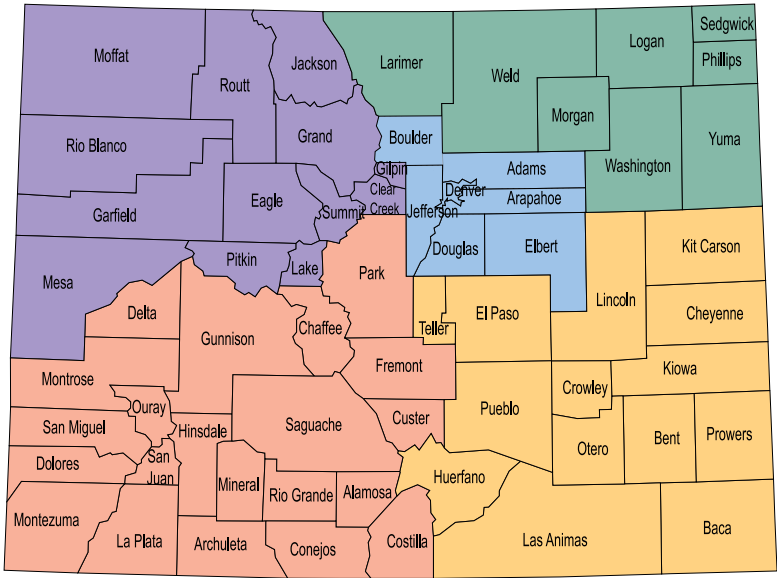 Moffat
Routt
Jackson
Larimer
Weld
Logan
Sedgwick
Phillips
Morgan
Rio Blanco
Grand
Boulder
Gilpin
Clear
Creek
Adams
Denver
Arapahoe
Washington
Yuma
Garfield
Eagle
Summit
Jefferson
Douglas
Elbert
Kit Carson
Mesa
Pitkin
Lake
Park
Lincoln
Cheyenne
Delta
Gunnison
Chaffee
Teller
El Paso
Fremont
Kiowa
Montrose
Ouray
Crowley
San Miguel
Hinsdale
Saguache
Custer
Pueblo
Otero
Bent
Prowers
Dolores
San
Juan
Mineral
Rio Grande
Alamosa
Huerfano
Montezuma
La Plata
Archuleta
Conejos
Costilla
Las Animas
Baca